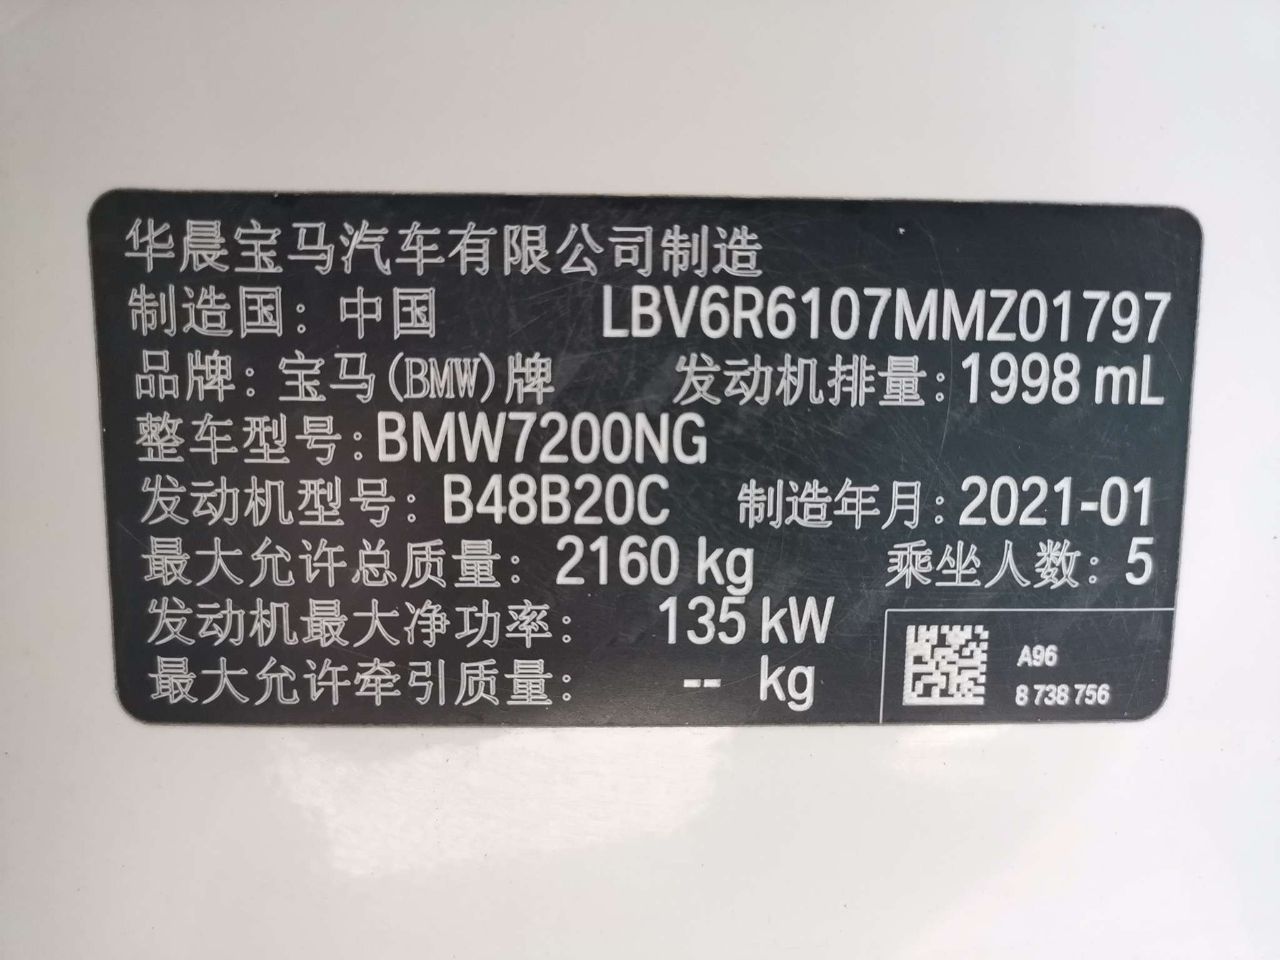 华晨宝马汽车有限公司制造
制造国：中国 LBV6R6107MMZ01797
品牌：宝马(BMW)牌 发动机排量：1998 mL
整车型号：BMW7200NG
发动机型号：B48B20C 制造年月：2021-01
最大允许总质量：2160 kg 乘坐人数：5
发动机最大净功率：135 kW
最大允许牵引质量：-- kg
A96
8 738 756